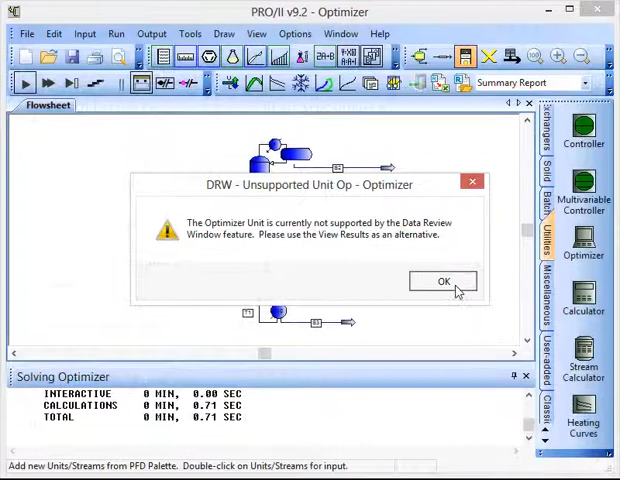 PRO/II v9.2 - Optimizer
File Edit Input Run Output Tools Draw View Options Window Help
Summary Report
Flowsheet
DRW - Unsupported Unit Op - Optimizer
The Optimizer Unit is currently not supported by the Data Review
Window feature. Please use the View Results as an alternative.
OK
T1
Solving Optimizer
INTERACTIVE 0 MIN, 0.00 SEC
CALCULATIONS 0 MIN, 0.71 SEC
TOTAL 0 MIN, 0.71 SEC
Exchangers
Solid
Batch
Utilities
Miscellaneous
User-added
Classic
Controller
Multivariable
Controller
Optimizer
Calculator
Stream
Calculator
Heating
Curves
Add new Units/Streams from PFD Palette. Double-click on Units/Streams for input.